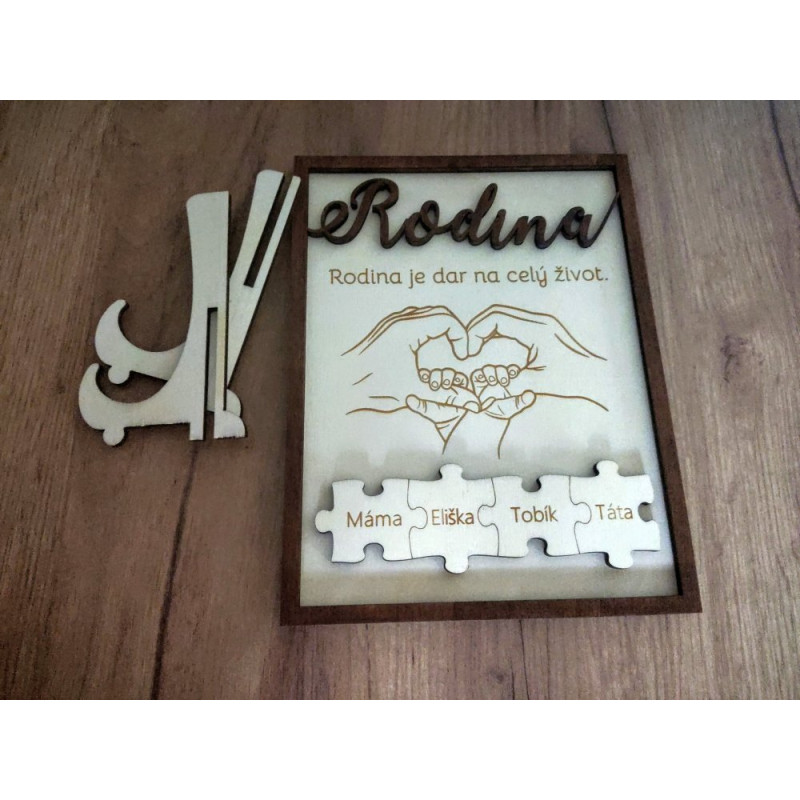 Rodina
Rodina je dar na celý život.
Máma Eliška Tobík Táta